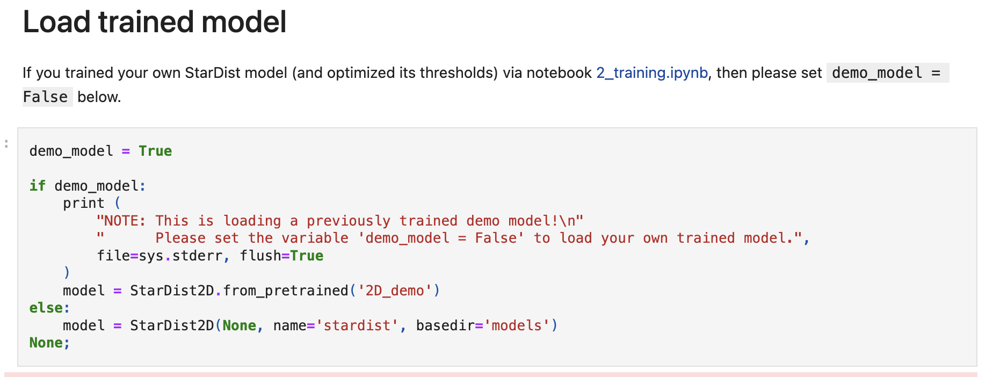 Load trained model
If you trained your own StarDist model (and optimized its thresholds) via notebook 2_training.ipynb, then please set demo_model =
False below.
:
demo_model = True
if demo_model:
    print (
        "NOTE: This is loading a previously trained demo model!\n"
        "      Please set the variable 'demo_model = False' to load your own trained model.",
        file=sys.stderr, flush=True
    )
    model = StarDist2D.from_pretrained('2D_demo')
else:
    model = StarDist2D(None, name='stardist', basedir='models')
None;